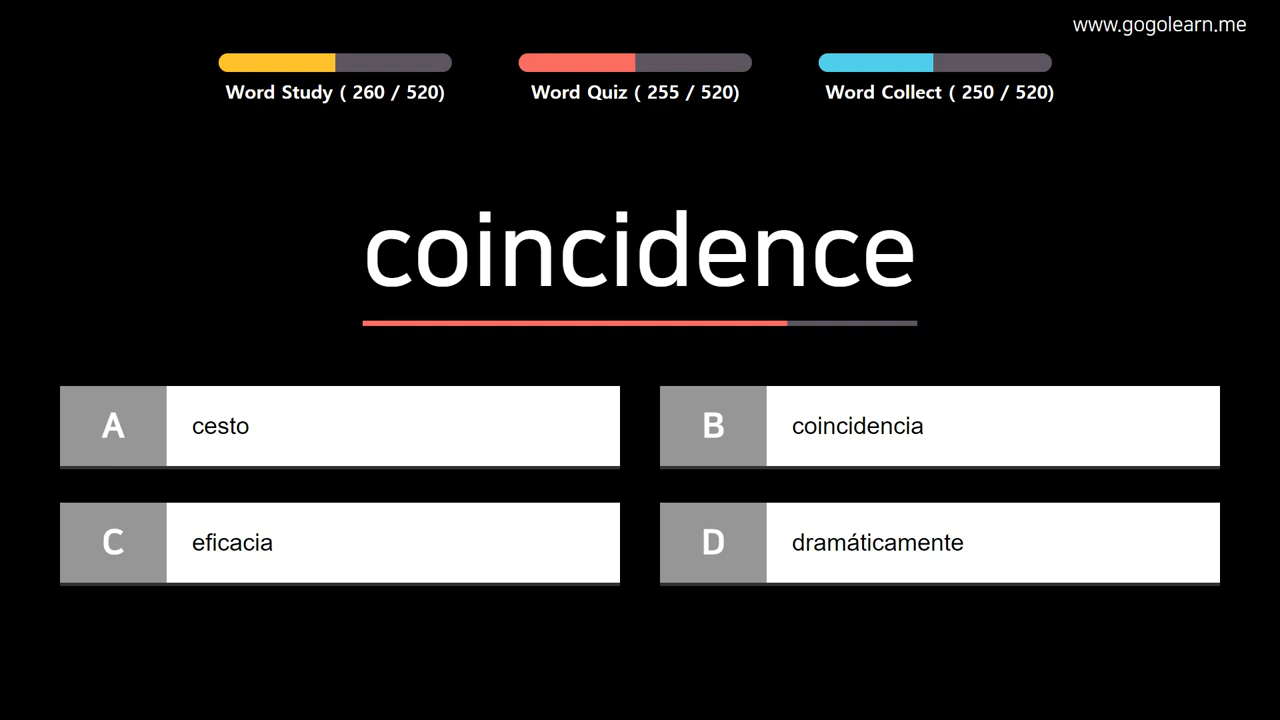 www.gogolearn.me
Word Study ( 260 / 520)
Word Quiz ( 255 / 520)
Word Collect ( 250 / 520)
coincidence
A cesto
B coincidencia
C eficacia
D dramáticamente